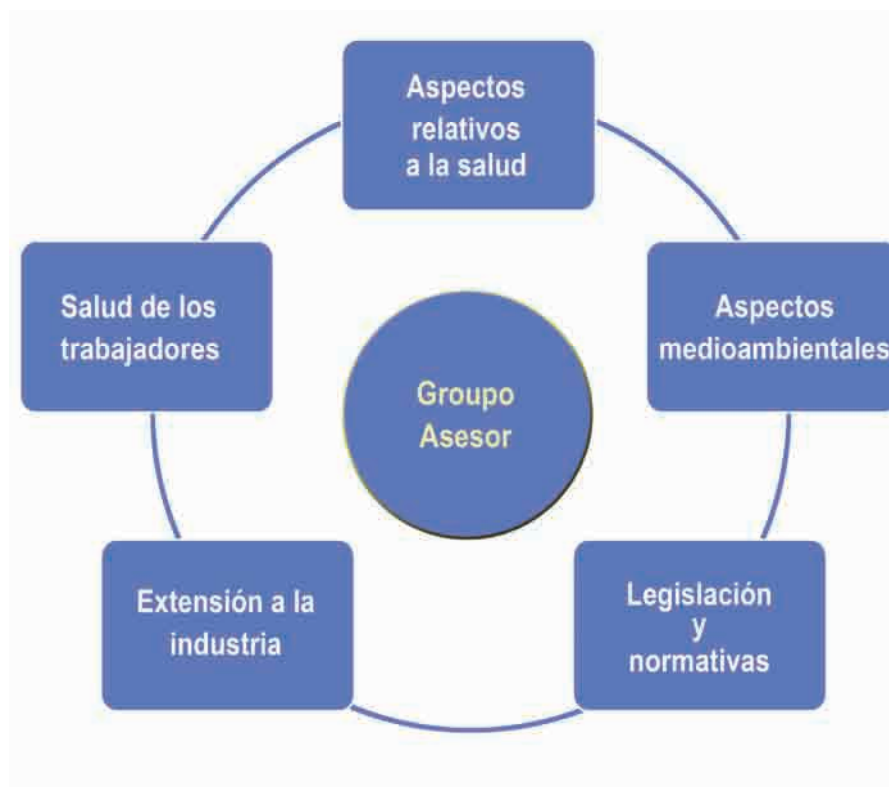 Aspectos
relativos
a la salud
Salud de los
trabajadores
Aspectos
medioambientales
Groupo
Asesor
Extensión a la
industria
Legislación
y
normativas